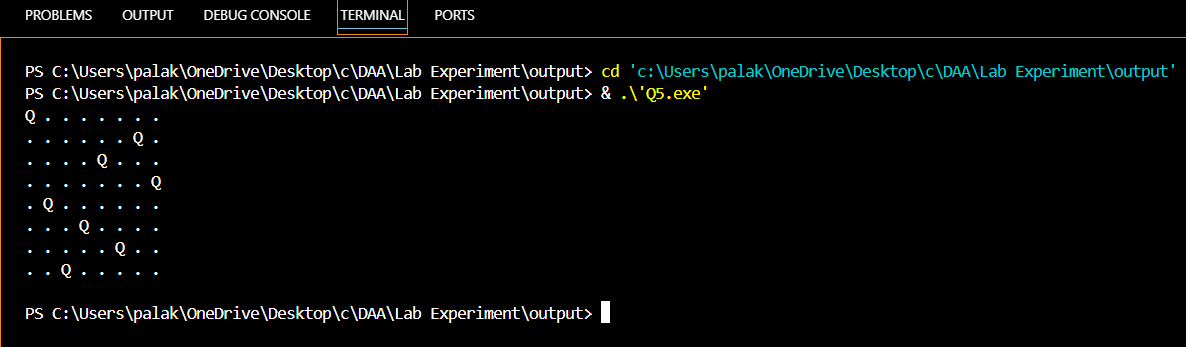 PROBLEMS OUTPUT DEBUG CONSOLE TERMINAL PORTS
PS C:\Users\palak\OneDrive\Desktop\c\DAA\Lab Experiment\output> cd 'c:\Users\palak\OneDrive\Desktop\c\DAA\Lab Experiment\output'
PS C:\Users\palak\OneDrive\Desktop\c\DAA\Lab Experiment\output> & .\'Q5.exe'
Q . . . . . . .
. . . . . . Q .
. . . . Q . . .
. . . . . . . Q
. Q . . . . . .
. . . Q . . . .
. . . . . Q . .
. . Q . . . . .
PS C:\Users\palak\OneDrive\Desktop\c\DAA\Lab Experiment\output>